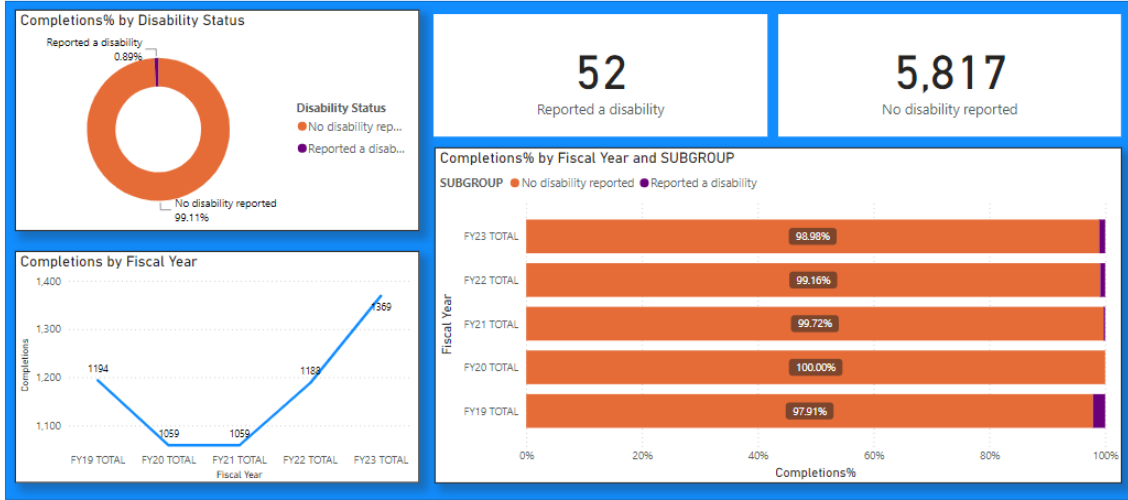 Completions% by Disability Status
Reported a disability
0.89%
Disability Status
No disability rep...
Reported a disab...
No disability reported
99.11%
52
Reported a disability
5,817
No disability reported
Completions by Fiscal Year
1,400
1,300
1,200
1,100
Completions
1194
1059
1059
1188
1369
FY19 TOTAL FY20 TOTAL FY21 TOTAL FY22 TOTAL FY23 TOTAL
Fiscal Year
Completions% by Fiscal Year and SUBGROUP
SUBGROUP No disability reported Reported a disability
Fiscal Year
FY23 TOTAL 98.98%
FY22 TOTAL 99.16%
FY21 TOTAL 99.72%
FY20 TOTAL 100.00%
FY19 TOTAL 97.91%
0% 20% 40% 60% 80% 100%
Completions%